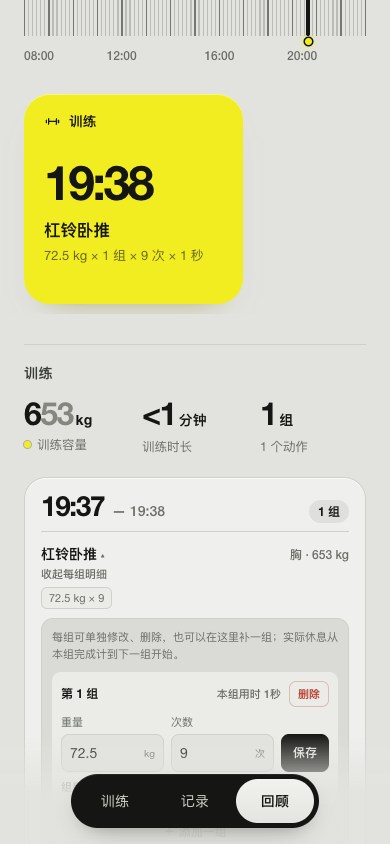 08:00 12:00 16:00 20:00
训练
19:38
杠铃卧推
72.5 kg × 1 组 × 9 次 × 1 秒
训练
653 kg <1 分钟 1 组
训练容量 训练时长 1 个动作
19:37 — 19:38 1 组
杠铃卧推 胸 · 653 kg
收起每组明细
72.5 kg × 9
每组可单独修改、删除，也可以在这里补一组；实际休息从
本组完成计到下一组开始。
第 1 组 本组用时 1秒 删除
重量 次数
72.5 kg 9 次 保存
训练 记录 回顾